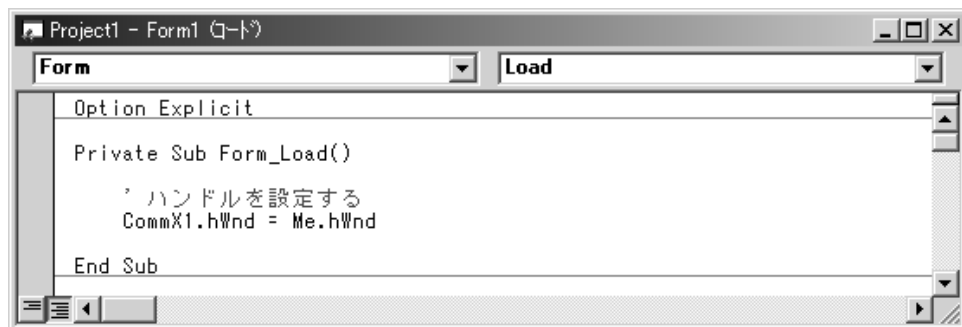 Project1 - Form1 (コード)
Form Load
Option Explicit
Private Sub Form_Load()
' ハンドルを設定する
CommX1.hWnd = Me.hWnd
End Sub